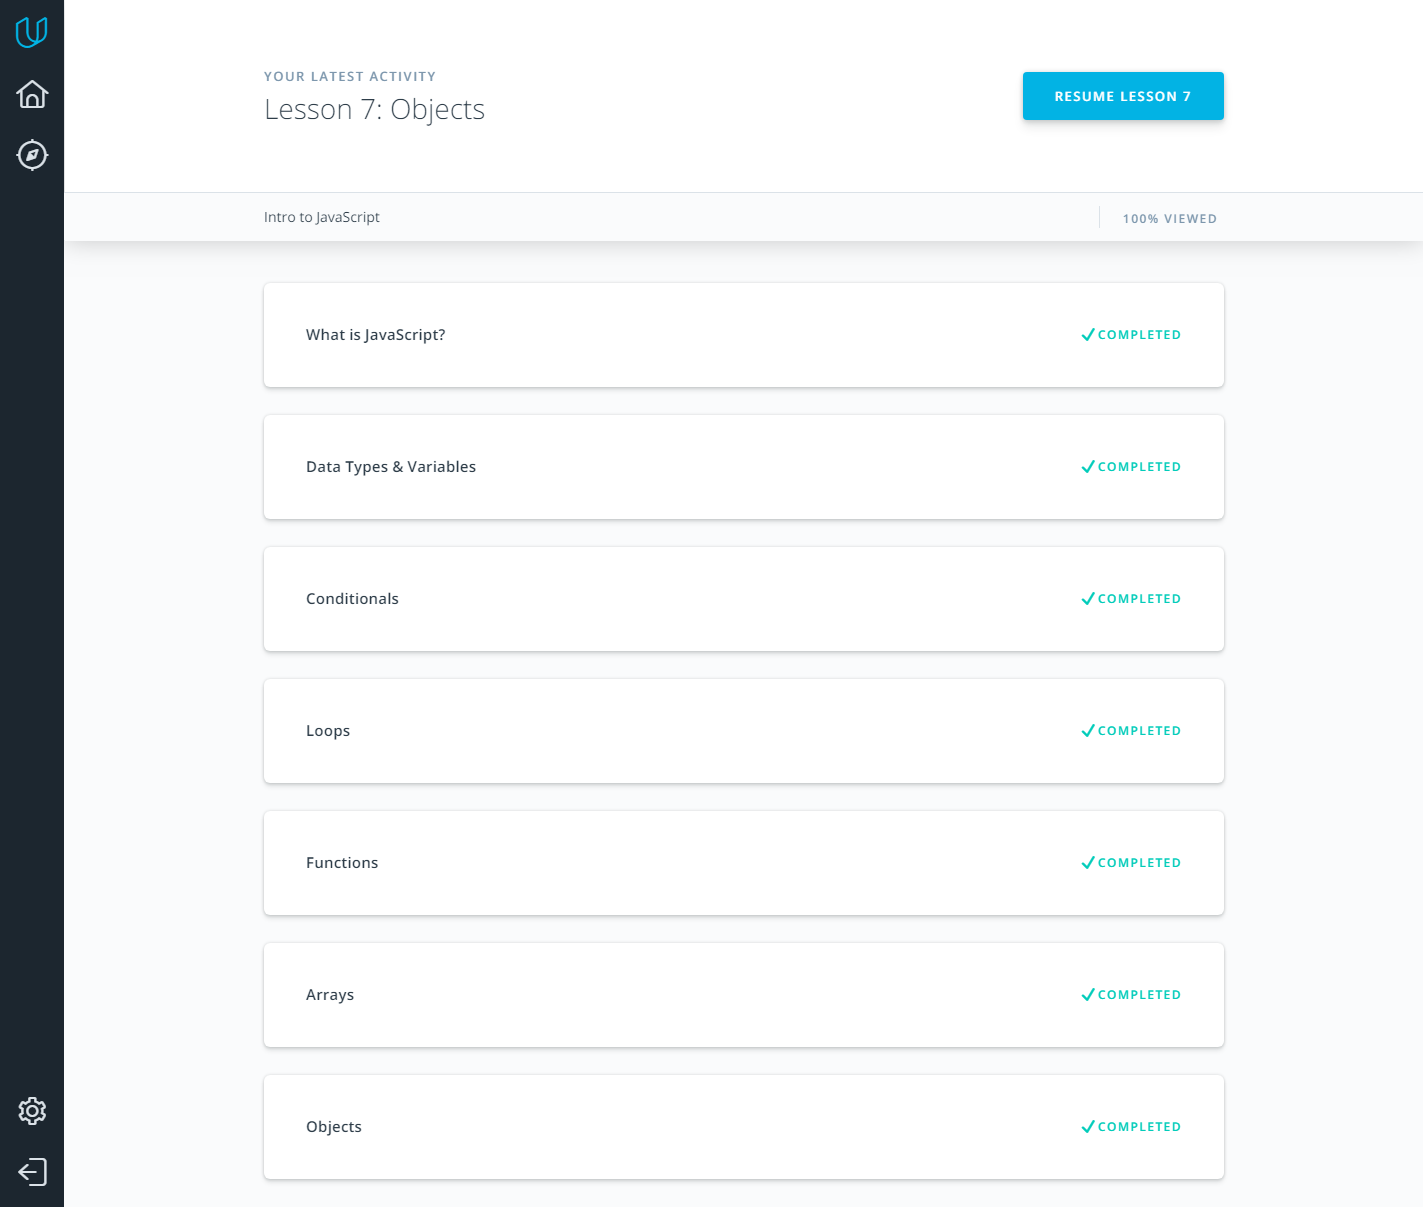 YOUR LATEST ACTIVITY
Lesson 7: Objects
RESUME LESSON 7
Intro to JavaScript
100% VIEWED
What is JavaScript?
COMPLETED
Data Types & Variables
COMPLETED
Conditionals
COMPLETED
Loops
COMPLETED
Functions
COMPLETED
Arrays
COMPLETED
Objects
COMPLETED